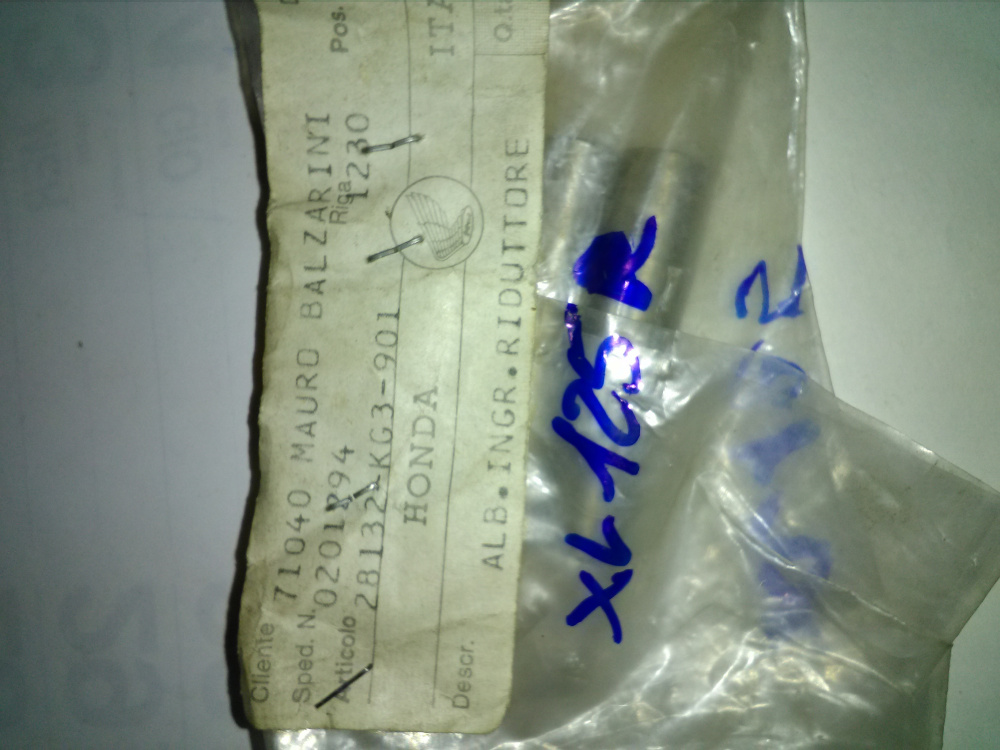 Cliente 71040 MAURO BALZARINI
Sped. N. Riga Pos.
1230
Articolo 28132-KG3-901
HONDA ITA
Descr. Q.tà
ALB.INGR.RIDUTTORE
XL-125 R